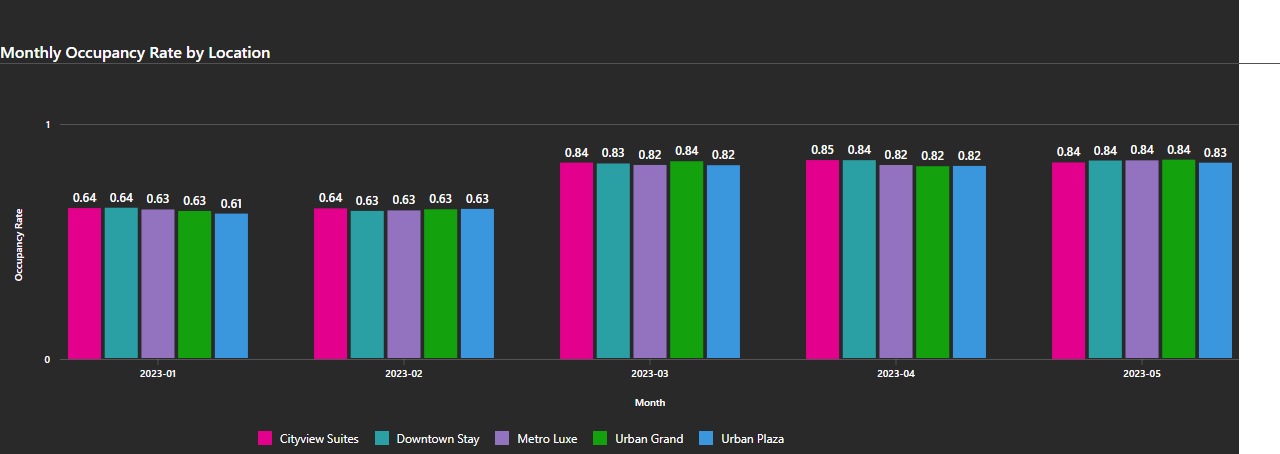 Monthly Occupancy Rate by Location
1
0.84 0.83 0.82 0.84 0.82
0.85 0.84 0.82 0.82 0.82
0.84 0.84 0.84 0.84 0.83
0.64 0.64 0.63 0.63 0.61
0.64 0.63 0.63 0.63 0.63
Occupancy Rate
0
2023-01 2023-02 2023-03 2023-04 2023-05
Month
Cityview Suites Downtown Stay Metro Luxe Urban Grand Urban Plaza